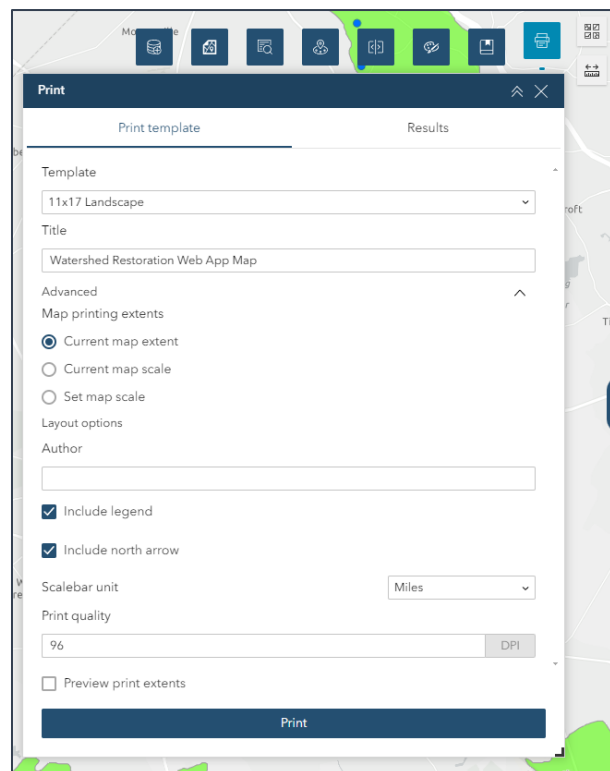 Print
Print template
Results
Template
11x17 Landscape
Title
Watershed Restoration Web App Map
Advanced
Map printing extents
Current map extent
Current map scale
Set map scale
Layout options
Author
Include legend
Include north arrow
Scalebar unit
Miles
Print quality
96
DPI
Preview print extents
Print